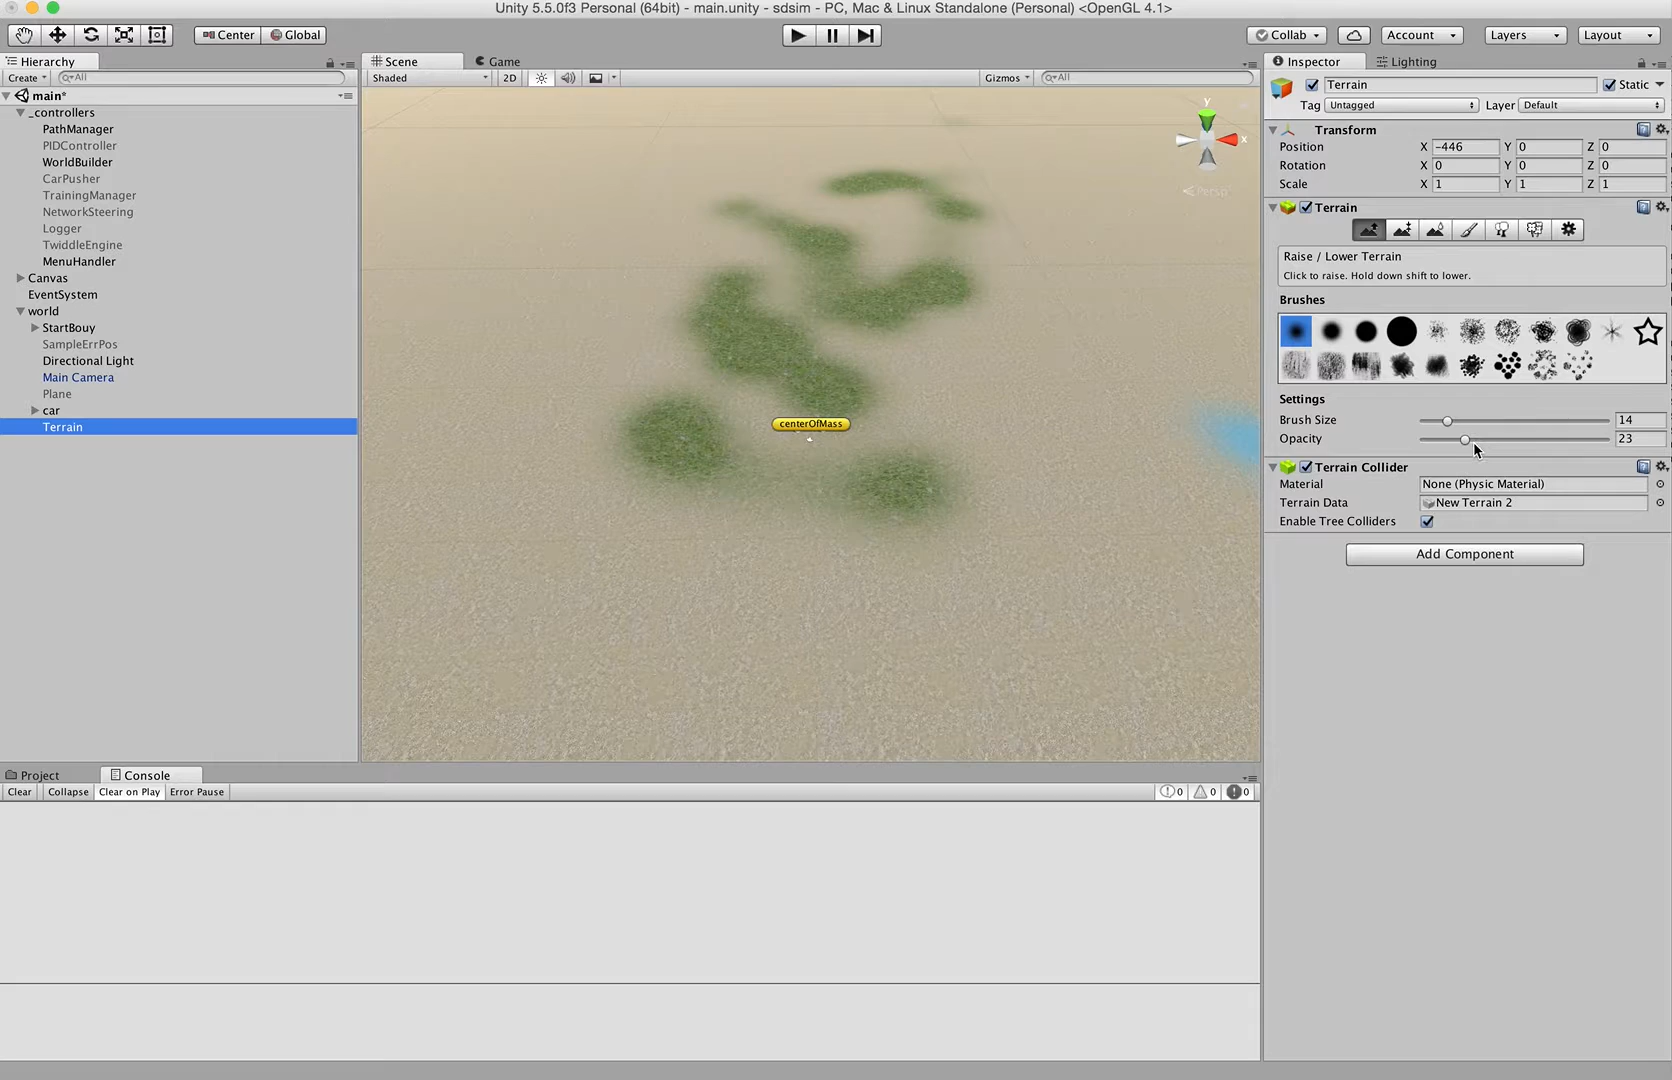 Unity 5.5.0f3 Personal (64bit) - main.unity - sdsim - PC, Mac & Linux Standalone (Personal) <OpenGL 4.1>
Center Global Collab Account Layers Layout
Hierarchy
Create All
main*
_controllers
PathManager
PIDController
WorldBuilder
CarPusher
TrainingManager
NetworkSteering
Logger
TwiddleEngine
MenuHandler
Canvas
EventSystem
world
StartBouy
SampleErrPos
Directional Light
Main Camera
Plane
car
Terrain
Scene Game
Shaded 2D Gizmos All
y
x
Persp
centerOfMass
Inspector Lighting
Terrain Static
Tag Untagged Layer Default
Transform
Position X -446 Y 0 Z 0
Rotation X 0 Y 0 Z 0
Scale X 1 Y 1 Z 1
Terrain
Raise / Lower Terrain
Click to raise. Hold down shift to lower.
Brushes
Settings
Brush Size 14
Opacity 23
Terrain Collider
Material None (Physic Material)
Terrain Data New Terrain 2
Enable Tree Colliders
Add Component
Project Console
Clear Collapse Clear on Play Error Pause 0 0 0